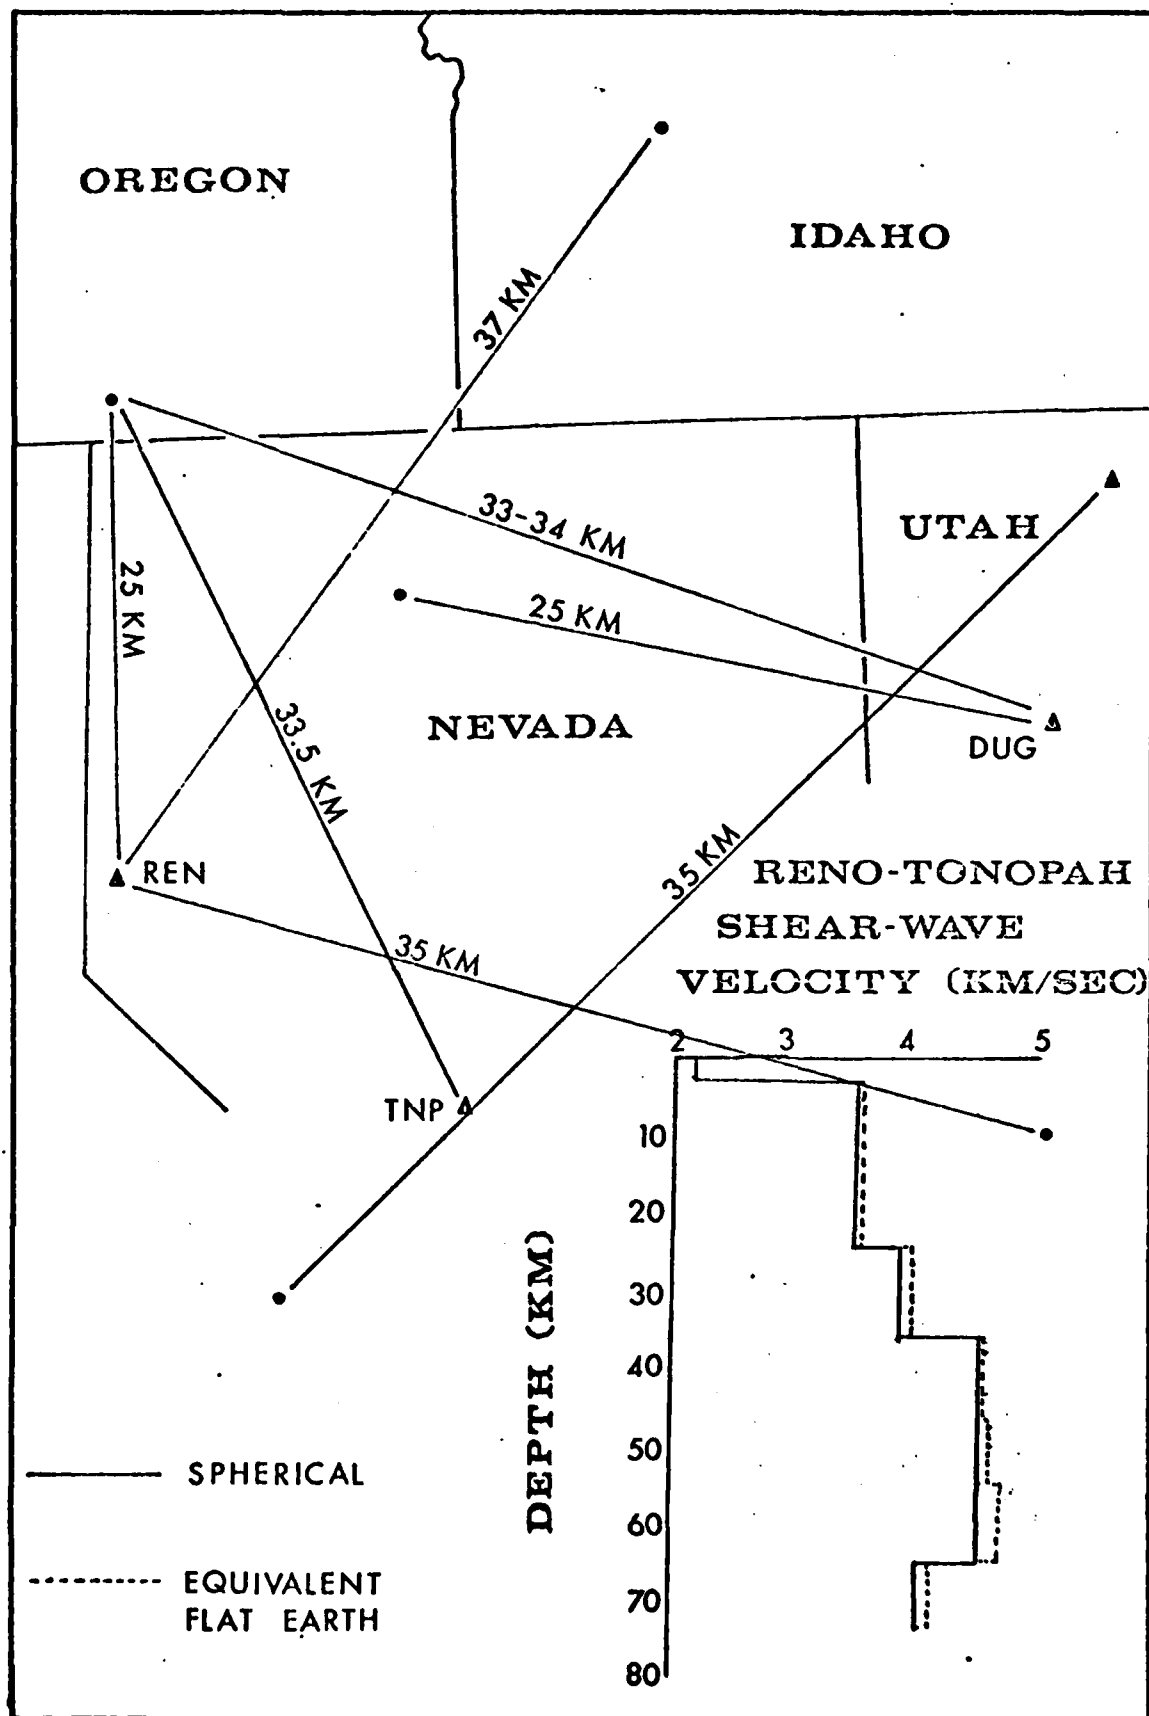 OREGON
IDAHO
37 KM
33-34 KM
UTAH
25 KM
25 KM
33.5 KM
NEVADA
DUG
35 KM
REN
35 KM
TNP
RENO-TONOPAH
SHEAR-WAVE
VELOCITY (KM/SEC)
2 3 4 5
10
20
30
40
50
60
70
80
DEPTH (KM)
SPHERICAL
EQUIVALENT
FLAT EARTH